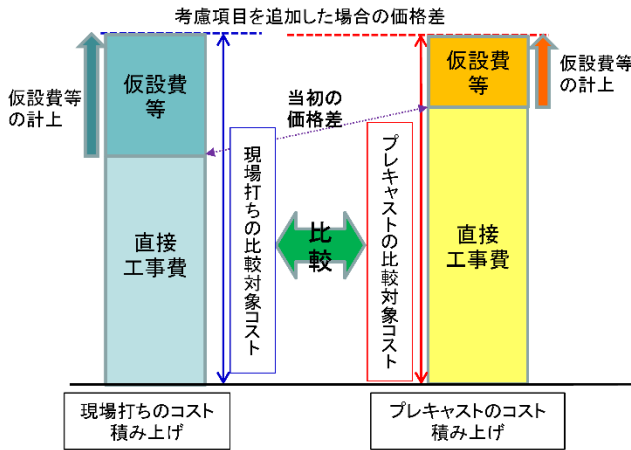 考慮項目を追加した場合の価格差
仮設費等
の計上
仮設費
等
当初の
価格差
仮設費
等
仮設費等
の計上
直接
工事費
現場打ちの比較対象コスト
比較
プレキャストの比較対象コスト
直接
工事費
現場打ちのコスト
積み上げ
プレキャストのコスト
積み上げ